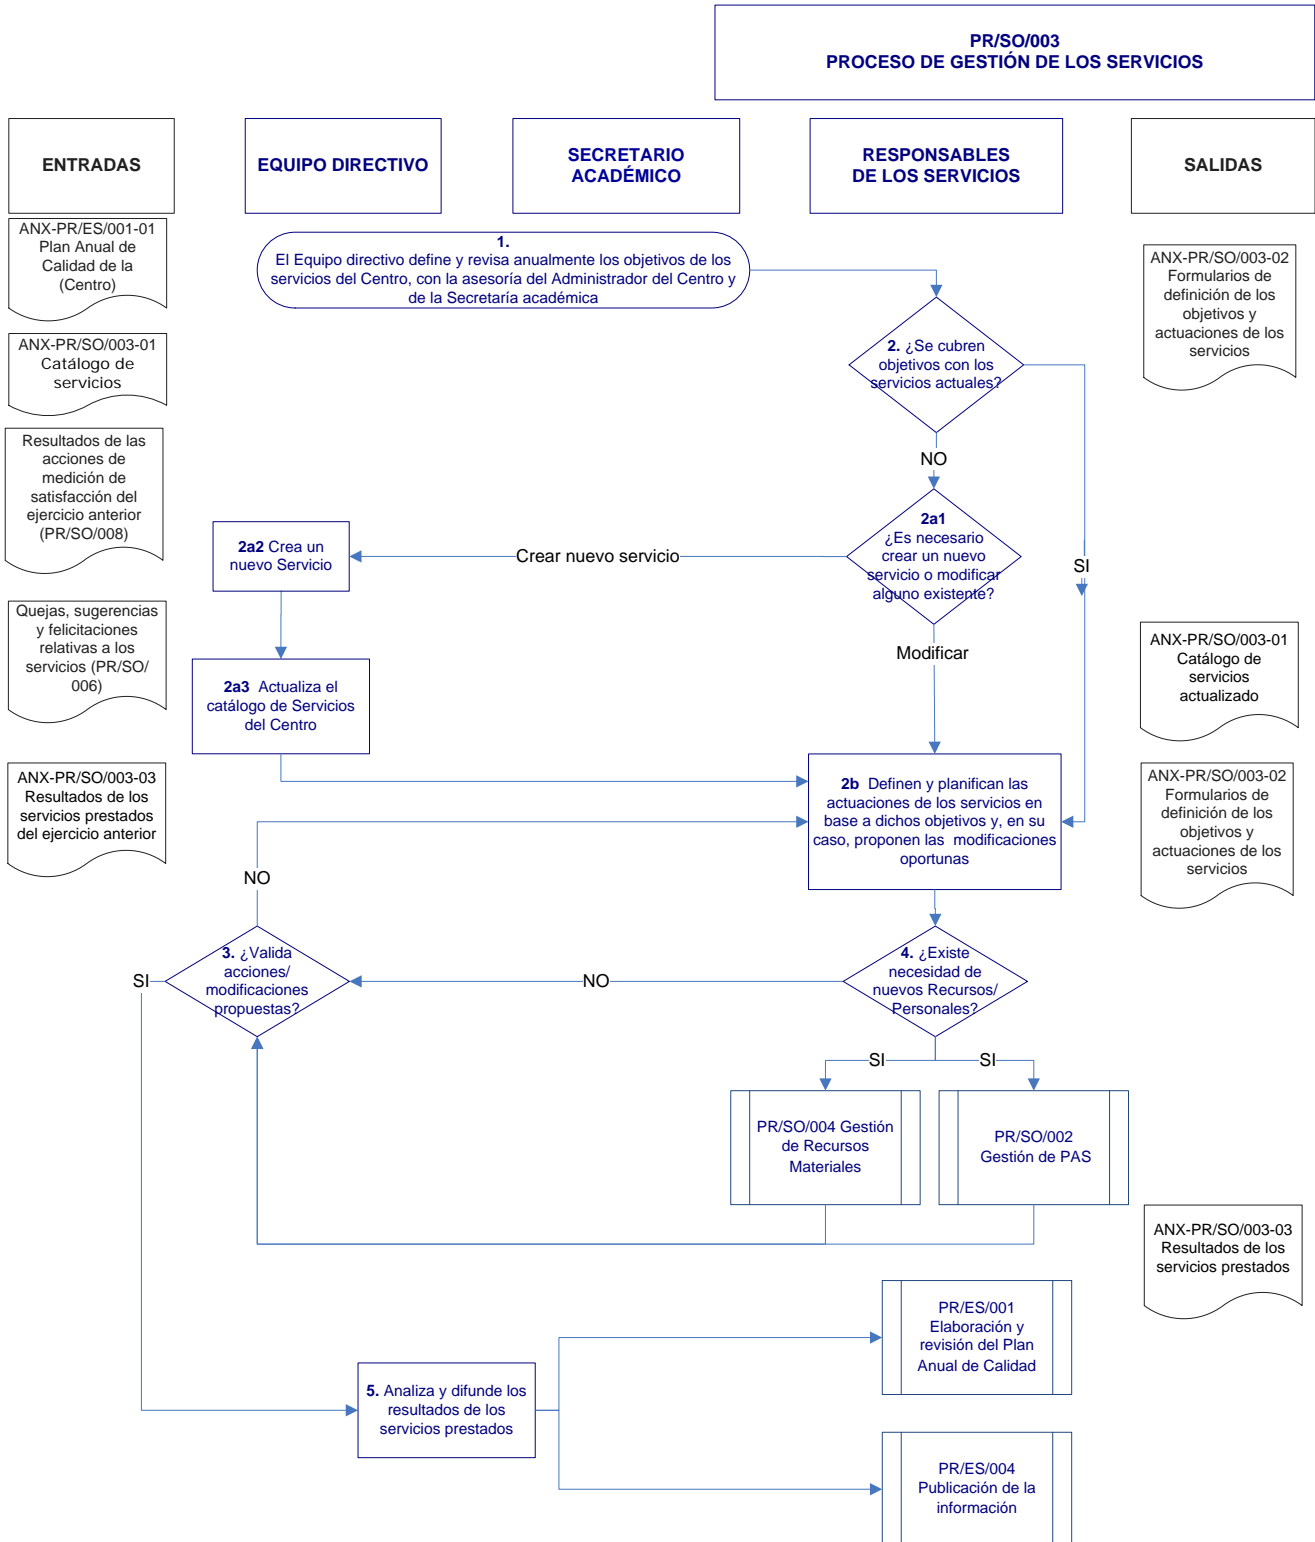 PR/SO/003
PROCESO DE GESTIÓN DE LOS SERVICIOS
ENTRADAS
EQUIPO DIRECTIVO
SECRETARIO
ACADÉMICO
RESPONSABLES
DE LOS SERVICIOS
SALIDAS
ANX-PR/ES/001-01
Plan Anual de
Calidad de la
(Centro)
ANX-PR/SO/003-01
Catálogo de
servicios
Resultados de las
acciones de
medición de
satisfacción del
ejercicio anterior
(PR/SO/008)
Quejas, sugerencias
y felicitaciones
relativas a los
servicios (PR/SO/
006)
ANX-PR/SO/003-03
Resultados de los
servicios prestados
del ejercicio anterior
1.
El Equipo directivo define y revisa anualmente los objetivos de los
servicios del Centro, con la asesoría del Administrador del Centro y
de la Secretaría académica
2. ¿Se cubren
objetivos con los
servicios actuales?
NO
SI
2a1
¿Es necesario
crear un nuevo
servicio o modificar
alguno existente?
Crear nuevo servicio
Modificar
2a2 Crea un
nuevo Servicio
2a3 Actualiza el
catálogo de Servicios
del Centro
2b Definen y planifican las
actuaciones de los servicios en
base a dichos objetivos y, en su
caso, proponen las modificaciones
oportunas
4. ¿Existe
necesidad de
nuevos Recursos/
Personales?
NO
SI
SI
3. ¿Valida
acciones/
modificaciones
propuestas?
NO
SI
PR/SO/004 Gestión
de Recursos
Materiales
PR/SO/002
Gestión de PAS
5. Analiza y difunde los
resultados de los
servicios prestados
PR/ES/001
Elaboración y
revisión del Plan
Anual de Calidad
PR/ES/004
Publicación de la
información
ANX-PR/SO/003-02
Formularios de
definición de los
objetivos y
actuaciones de los
servicios
ANX-PR/SO/003-01
Catálogo de
servicios
actualizado
ANX-PR/SO/003-02
Formularios de
definición de los
objetivos y
actuaciones de los
servicios
ANX-PR/SO/003-03
Resultados de los
servicios prestados